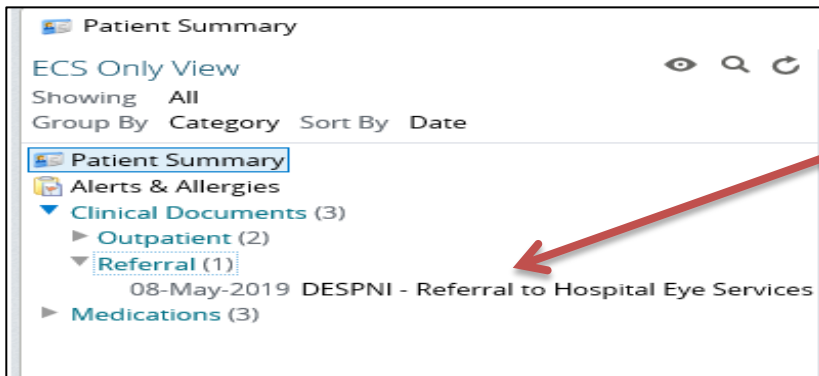 Patient Summary
ECS Only View
Showing All
Group By Category Sort By Date
Patient Summary
Alerts & Allergies
Clinical Documents (3)
Outpatient (2)
Referral (1)
08-May-2019 DESPNI - Referral to Hospital Eye Services
Medications (3)